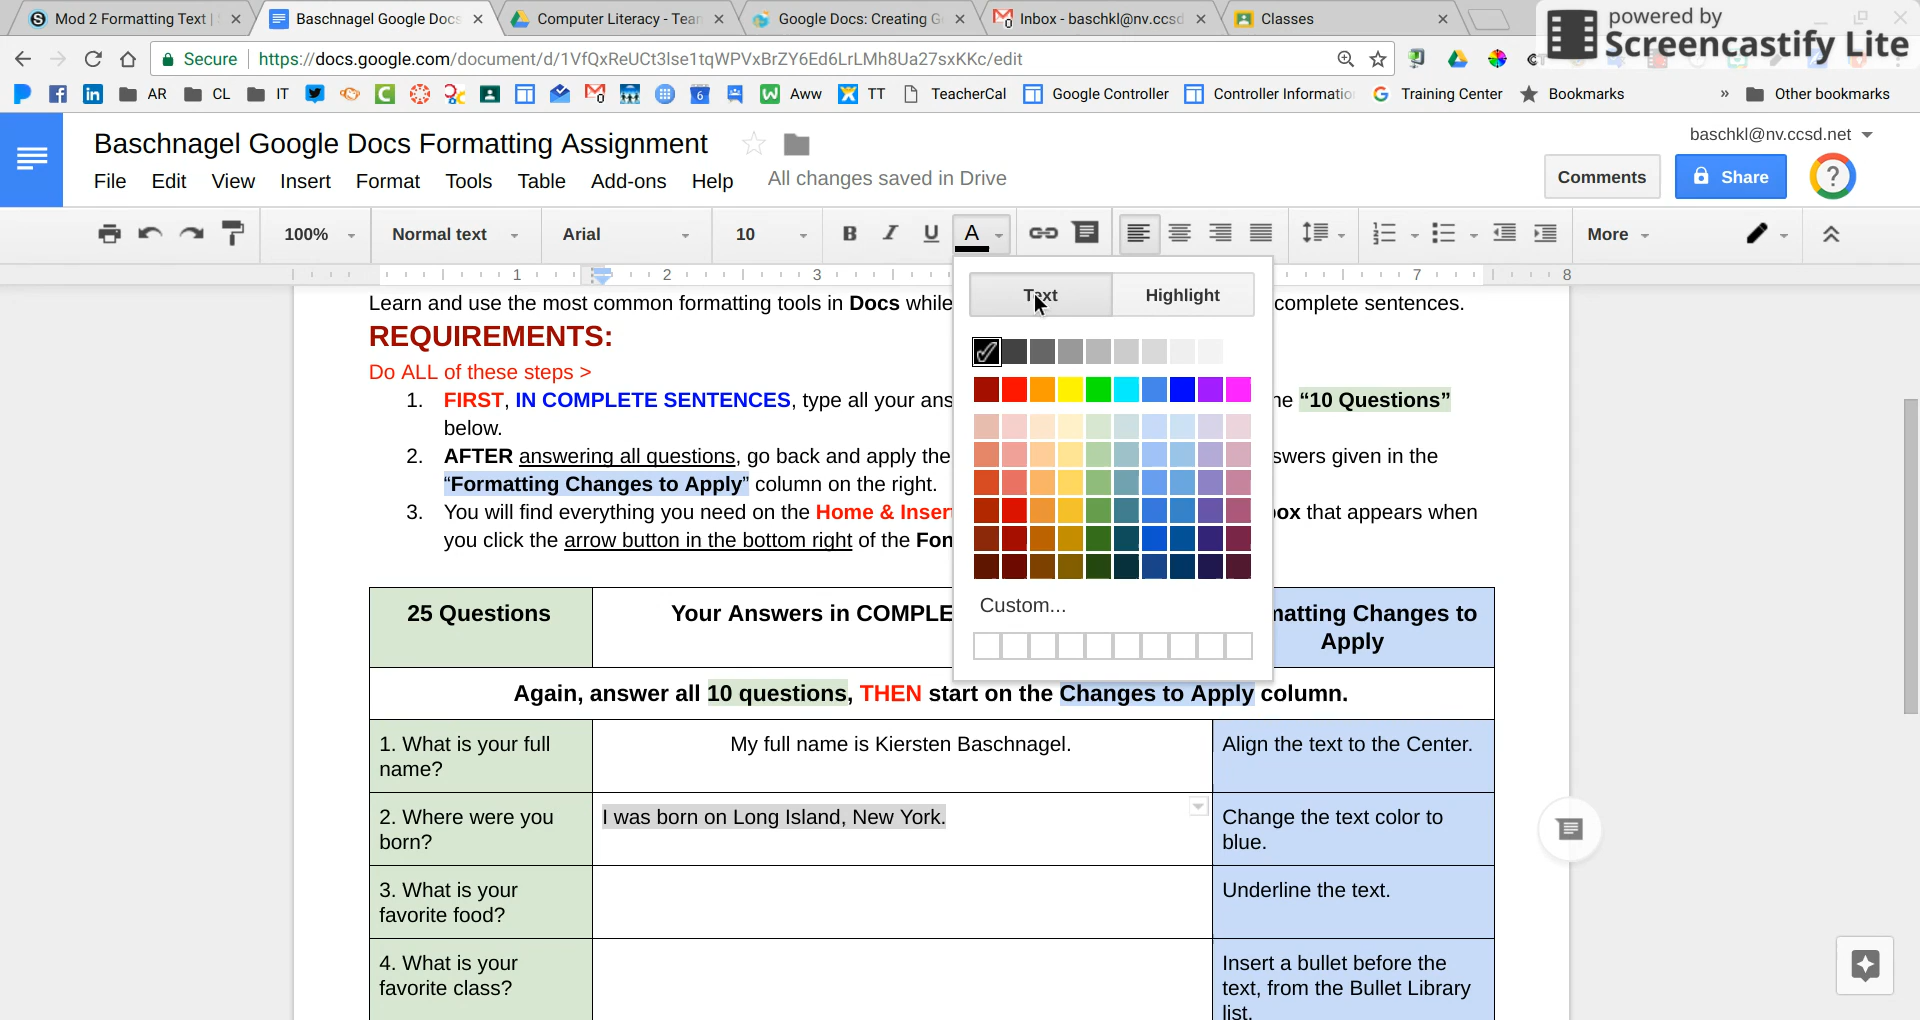 Mod 2 Formatting Text |
Baschnagel Google Docs
Computer Literacy - Tea
Google Docs: Creating G
Inbox - baschkl@nv.ccsd
Classes
powered by
Screencastify Lite
Secure
https://docs.google.com/document/d/1VfQxReUCt3lse1tqWPVxBrZY6Ed6LrLMh8Ua27sxKKc/edit
AR CL IT Aww TT TeacherCal Google Controller Controller Informatio Training Center Bookmarks » Other bookmarks
Baschnagel Google Docs Formatting Assignment
baschkl@nv.ccsd.net
File Edit View Insert Format Tools Table Add-ons Help All changes saved in Drive
Comments Share
100% Normal text Arial 10 B I U A More
1 2 3 7 8
Text Highlight
Custom...
Learn and use the most common formatting tools in Docs while complete sentences.
REQUIREMENTS:
Do ALL of these steps >
1. FIRST, IN COMPLETE SENTENCES, type all your ans he “10 Questions”
below.
2. AFTER answering all questions, go back and apply the swers given in the
“Formatting Changes to Apply” column on the right.
3. You will find everything you need on the Home & Inser ox that appears when
you click the arrow button in the bottom right of the Fon
25 Questions
Your Answers in COMPLE
matting Changes to
Apply
Again, answer all 10 questions, THEN start on the Changes to Apply column.
1. What is your full
name?
My full name is Kiersten Baschnagel.
Align the text to the Center.
2. Where were you
born?
I was born on Long Island, New York.
Change the text color to
blue.
3. What is your
favorite food?
Underline the text.
4. What is your
favorite class?
Insert a bullet before the
text, from the Bullet Library
list.